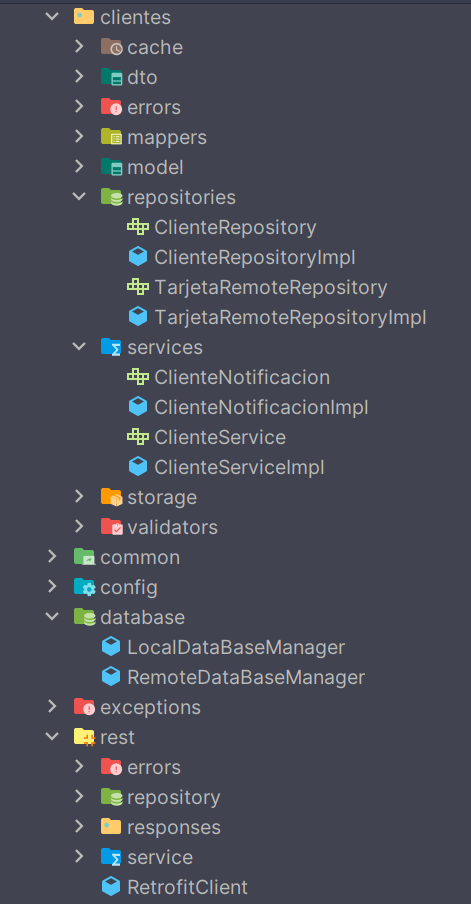 clientes
cache
dto
errors
mappers
model
repositories
ClienteRepository
ClienteRepositoryImpl
TarjetaRemoteRepository
TarjetaRemoteRepositoryImpl
services
ClienteNotificacion
ClienteNotificacionImpl
ClienteService
ClienteServiceImpl
storage
validators
common
config
database
LocalDataBaseManager
RemoteDataBaseManager
exceptions
rest
errors
repository
responses
service
RetrofitClient